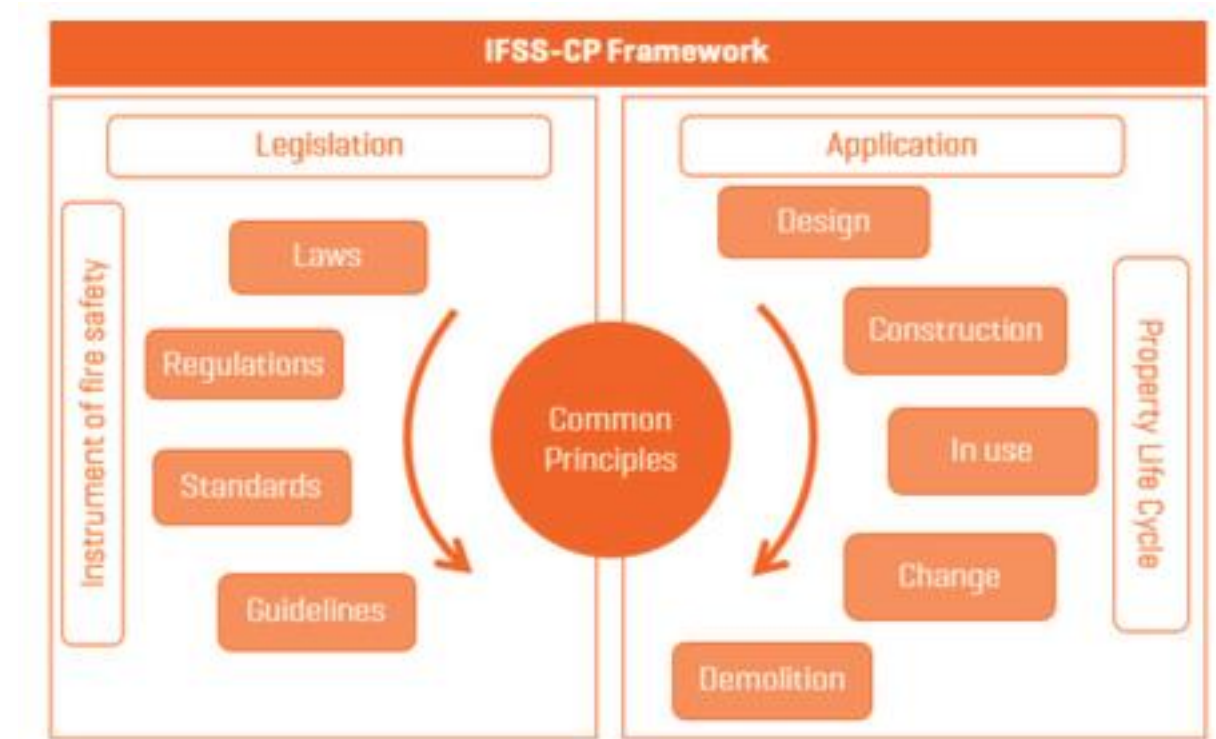 IFSS-CP Framework
Legislation
Instrument of fire safety
Laws
Regulations
Standards
Guidelines
Common
Principles
Application
Design
Construction
In use
Change
Demolition
Property Life Cycle